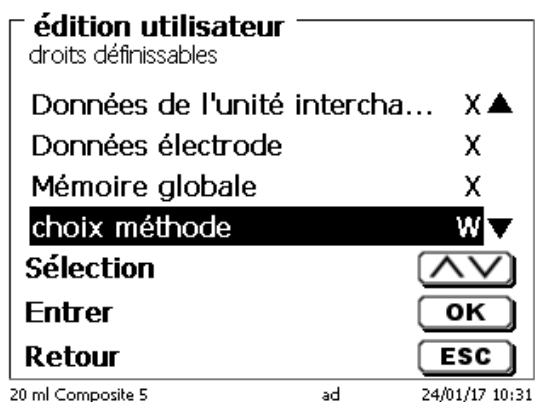 édition utilisateur
droits définissables
Données de l'unité intercha... X
Données électrode X
Mémoire globale X
choix méthode W
Sélection
Entrer OK
Retour ESC
20 ml Composite 5 ad 24/01/17 10:31